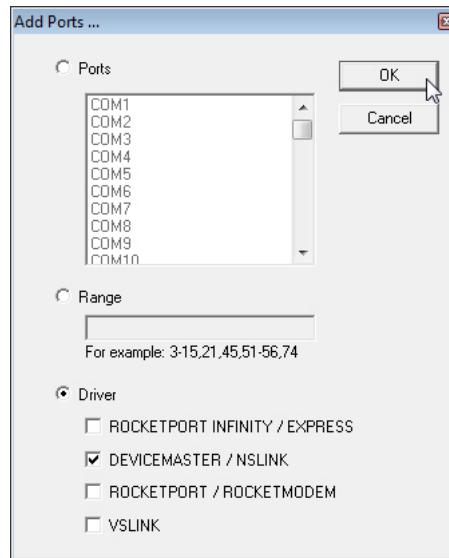 Add Ports ...
Ports
OK
COM1
COM2
COM3
COM4
COM5
COM6
COM7
COM8
COM9
COM10
Cancel
Range
For example: 3-15,21,45,51-56,74
Driver
ROCKETPORT INFINITY / EXPRESS
DEVICEMASTER / NSLINK
ROCKETPORT / ROCKETMODEM
VSLINK